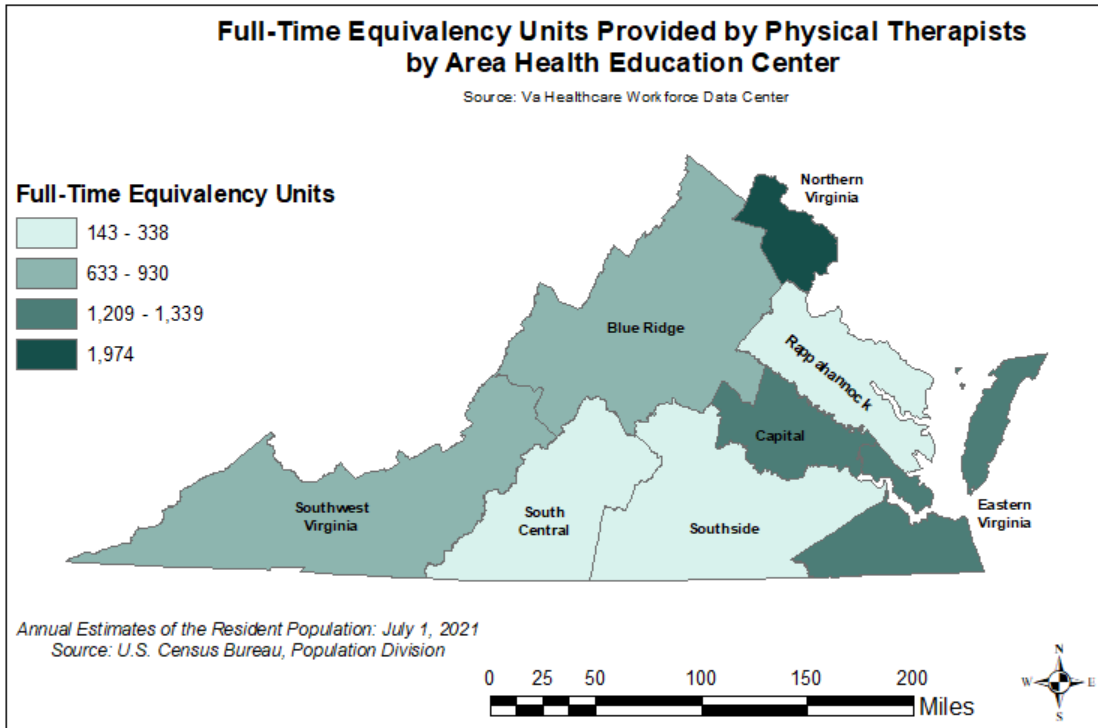 Full-Time Equivalency Units Provided by Physical Therapists
by Area Health Education Center
Source: Va Healthcare Workforce Data Center
Full-Time Equivalency Units
143 - 338
633 - 930
1,209 - 1,339
1,974
Northern
Virginia
Blue Ridge
Rappahannock
Capital
Eastern
Virginia
Southwest
Virginia
South
Central
Southside
Annual Estimates of the Resident Population: July 1, 2021
Source: U.S. Census Bureau, Population Division
0 25 50 100 150 200
Miles
N
W E
S